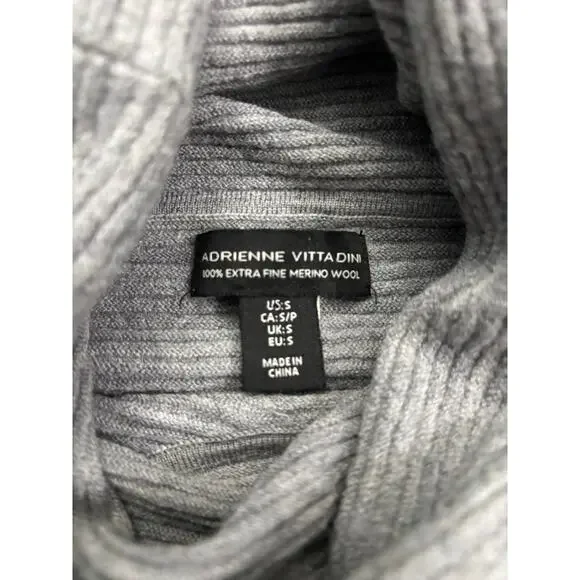 ADRIENNE VITTADINI
100% EXTRA FINE MERINO WOOL
US:S
CA:S/P
UK:S
EU:S
MADE IN
CHINA